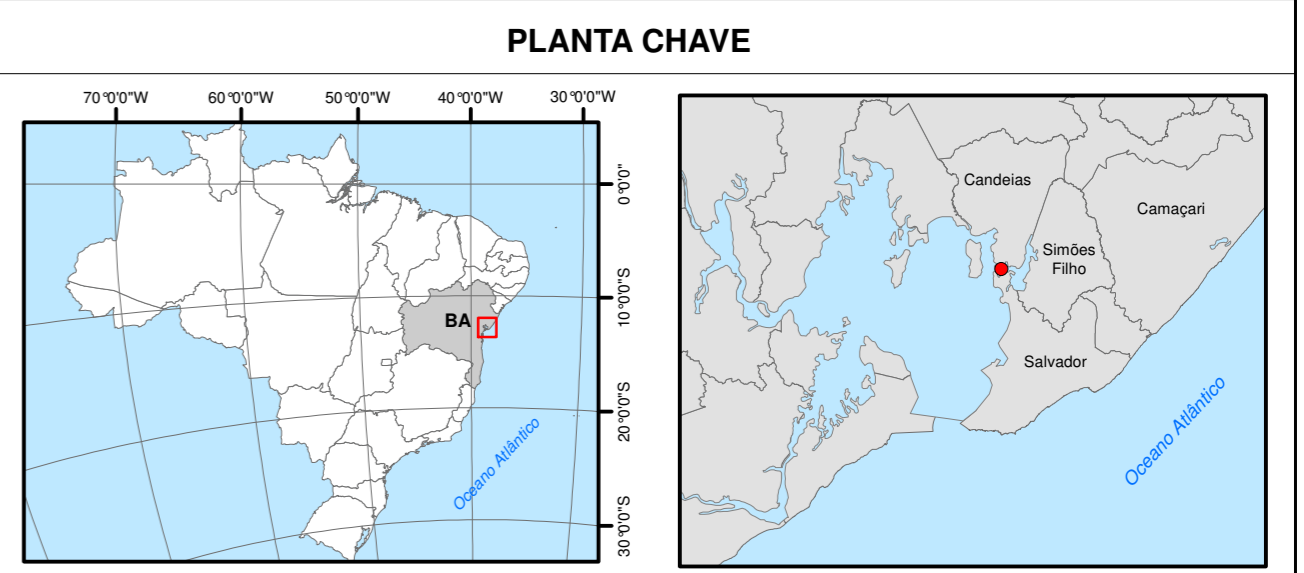 PLANTA CHAVE
70°0'0"W 60°0'0"W 50°0'0"W 40°0'0"W 30°0'0"W
0°0'0"
10°0'0"S
20°0'0"S
30°0'0"S
BA
Oceano Atlântico
Candeias
Camaçari
Simões
Filho
Salvador
Oceano Atlântico